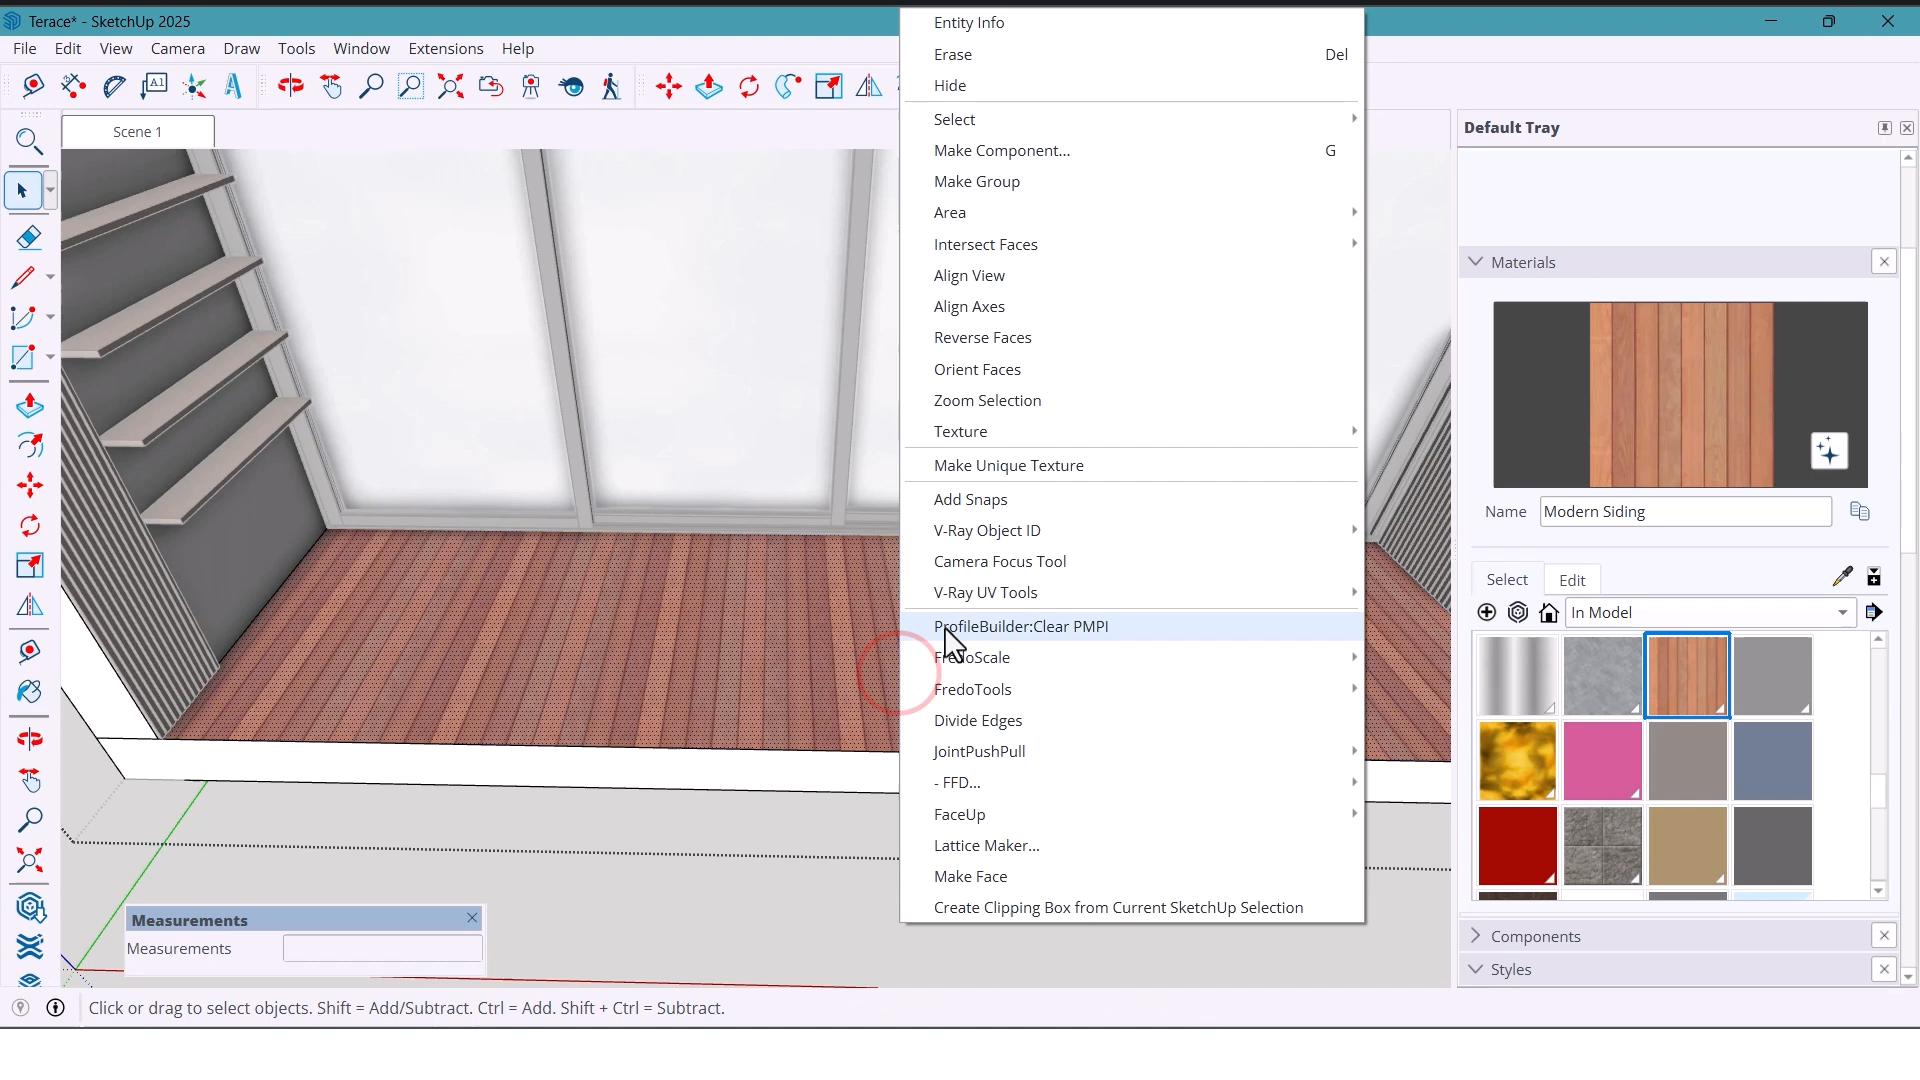 Terace* - SketchUp 2025
File Edit View Camera Draw Tools Window Extensions Help
A1
Scene 1
Entity Info
Erase Del
Hide
Select
Make Component... G
Make Group
Area
Intersect Faces
Align View
Align Axes
Reverse Faces
Orient Faces
Zoom Selection
Texture
Make Unique Texture
Add Snaps
V-Ray Object ID
Camera Focus Tool
V-Ray UV Tools
ProfileBuilder:Clear PMPI
FredoScale
FredoTools
Divide Edges
JointPushPull
- FFD...
FaceUp
Lattice Maker...
Make Face
Create Clipping Box from Current SketchUp Selection
Default Tray
Materials
Name Modern Siding
Select Edit
In Model
Components
Styles
Measurements
Measurements
Click or drag to select objects. Shift = Add/Subtract. Ctrl = Add. Shift + Ctrl = Subtract.